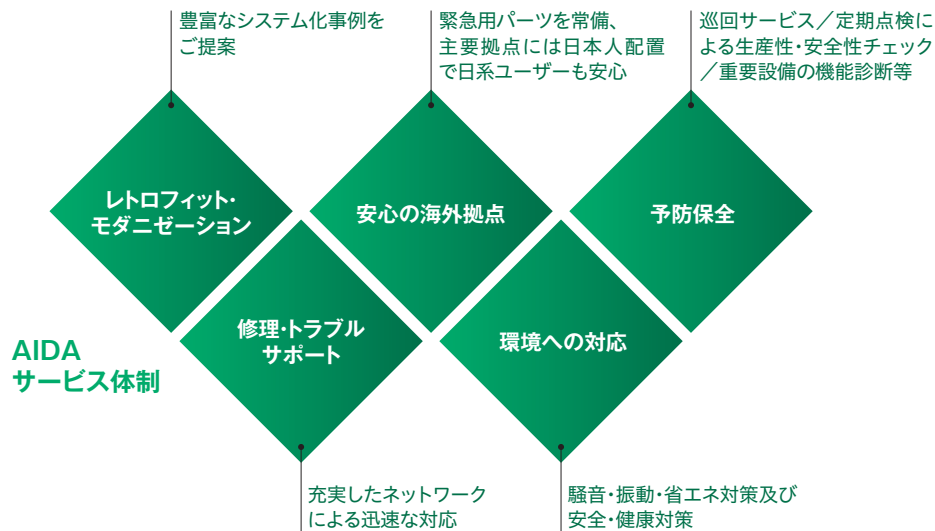 豊富なシステム化事例を
ご提案
緊急用パーツを常備、
主要拠点には日本人配置
で日系ユーザーも安心
巡回サービス／定期点検に
よる生産性・安全性チェック
／重要設備の機能診断等
レトロフィット・
モダニゼーション
安心の海外拠点
予防保全
修理・トラブル
サポート
環境への対応
AIDA
サービス体制
充実したネットワーク
による迅速な対応
騒音・振動・省エネ対策及び
安全・健康対策